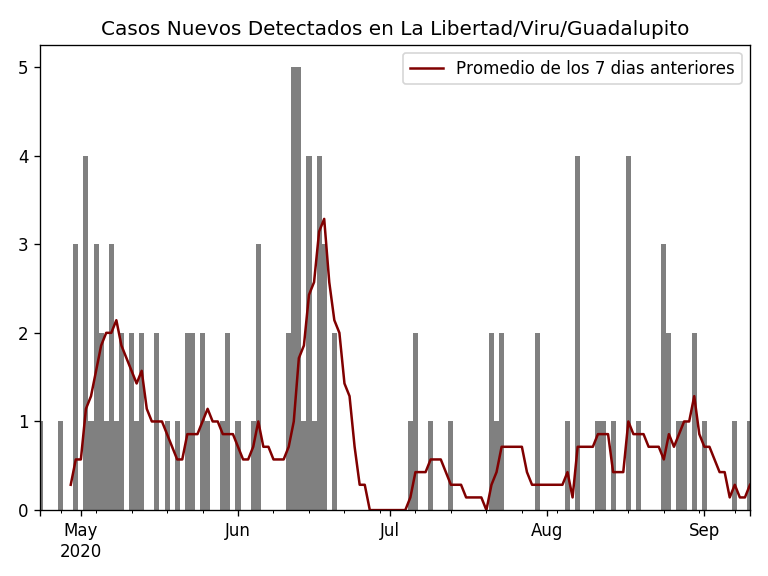 Casos Nuevos Detectados en La Libertad/Viru/Guadalupito
Promedio de los 7 dias anteriores
5
4
3
2
1
0
May Jun Jul Aug Sep
2020